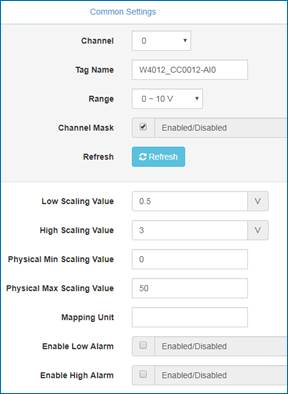 Common Settings
Channel 0
Tag Name W4012_CC0012-AI0
Range 0 ~ 10 V
Channel Mask Enabled/Disabled
Refresh Refresh
Low Scaling Value 0.5 V
High Scaling Value 3 V
Physical Min Scaling Value 0
Physical Max Scaling Value 50
Mapping Unit
Enable Low Alarm Enabled/Disabled
Enable High Alarm Enabled/Disabled